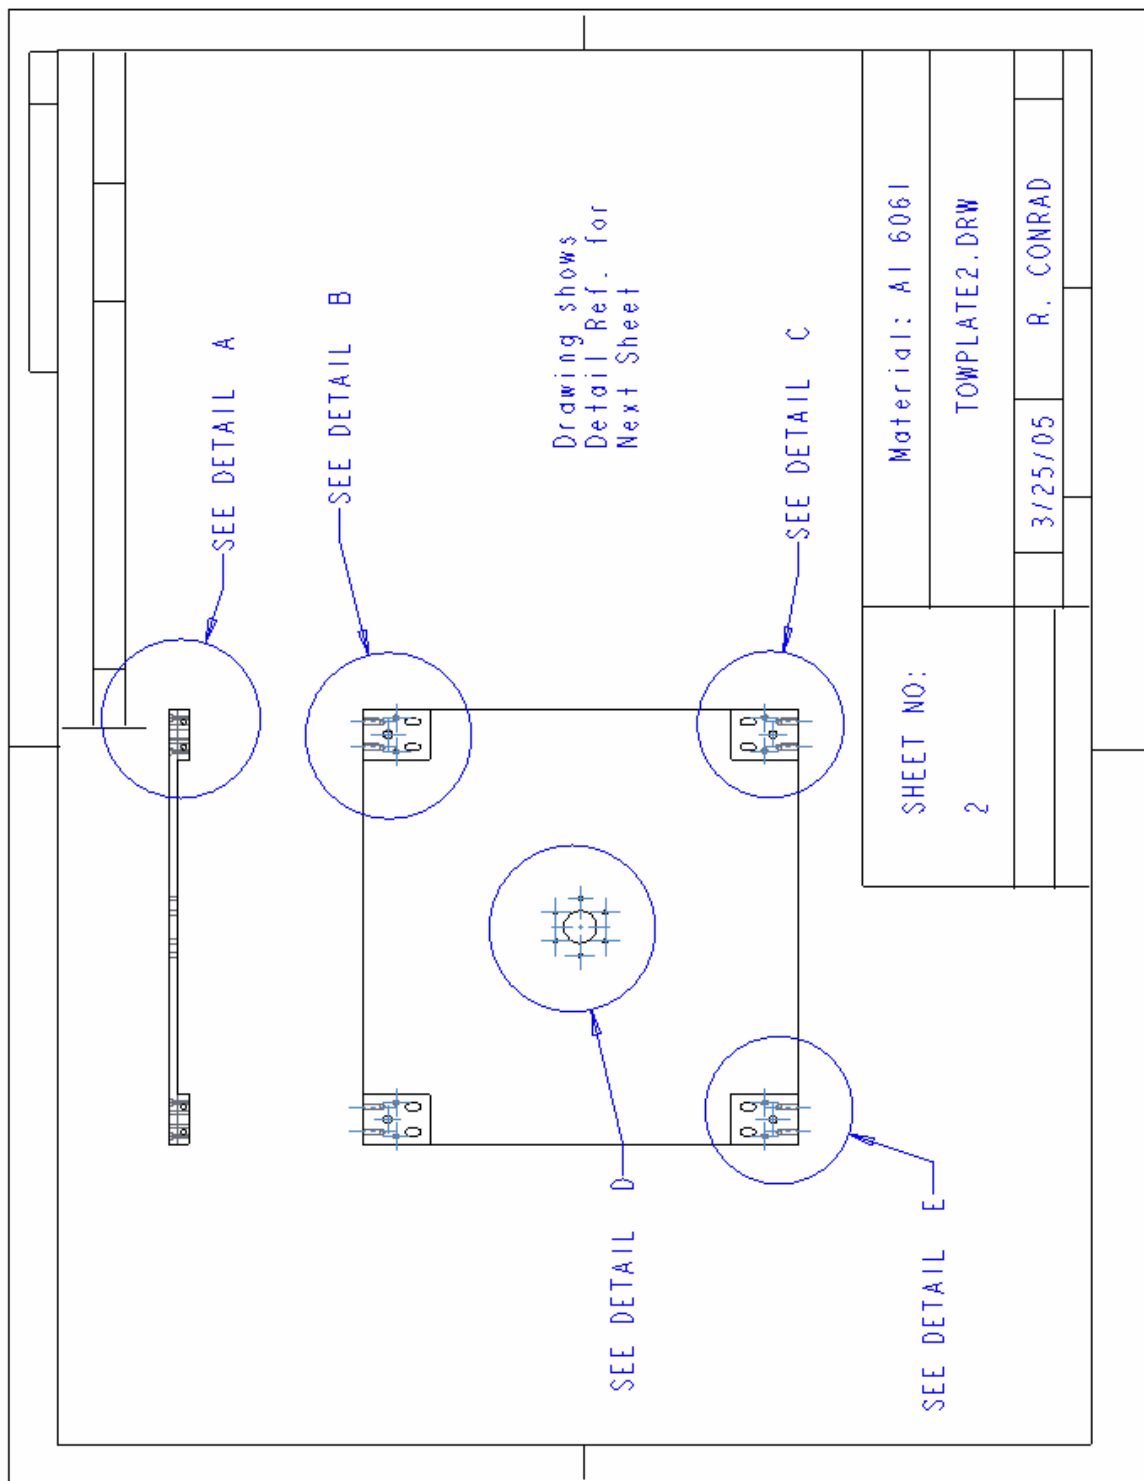 SEE DETAIL A
SEE DETAIL B
Drawing shows
Detail Ref. for
Next Sheet
SEE DETAIL C
SEE DETAIL D
SEE DETAIL E
Material: Al 6061
TOWPLATE2.DRW
3/25/05 R. CONRAD
SHEET NO:
2